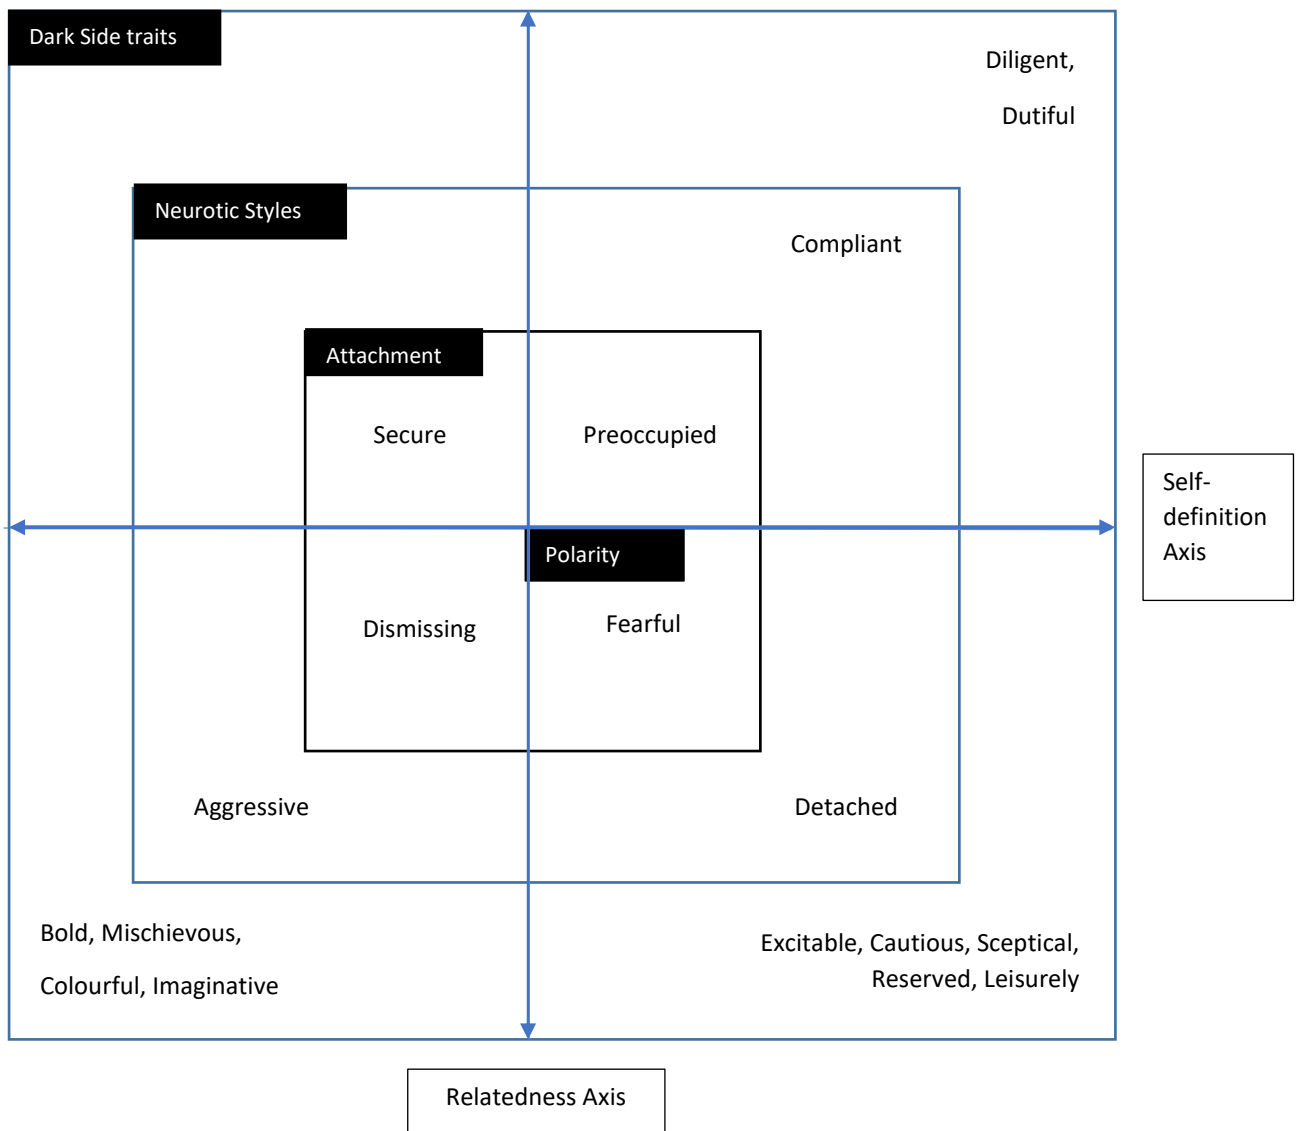 Dark Side traits
Diligent,
Dutiful
Neurotic Styles
Compliant
Attachment
Secure
Preoccupied
Self-
definition
Axis
Polarity
Dismissing
Fearful
Aggressive
Detached
Bold, Mischievous,
Colourful, Imaginative
Excitable, Cautious, Sceptical,
Reserved, Leisurely
Relatedness Axis